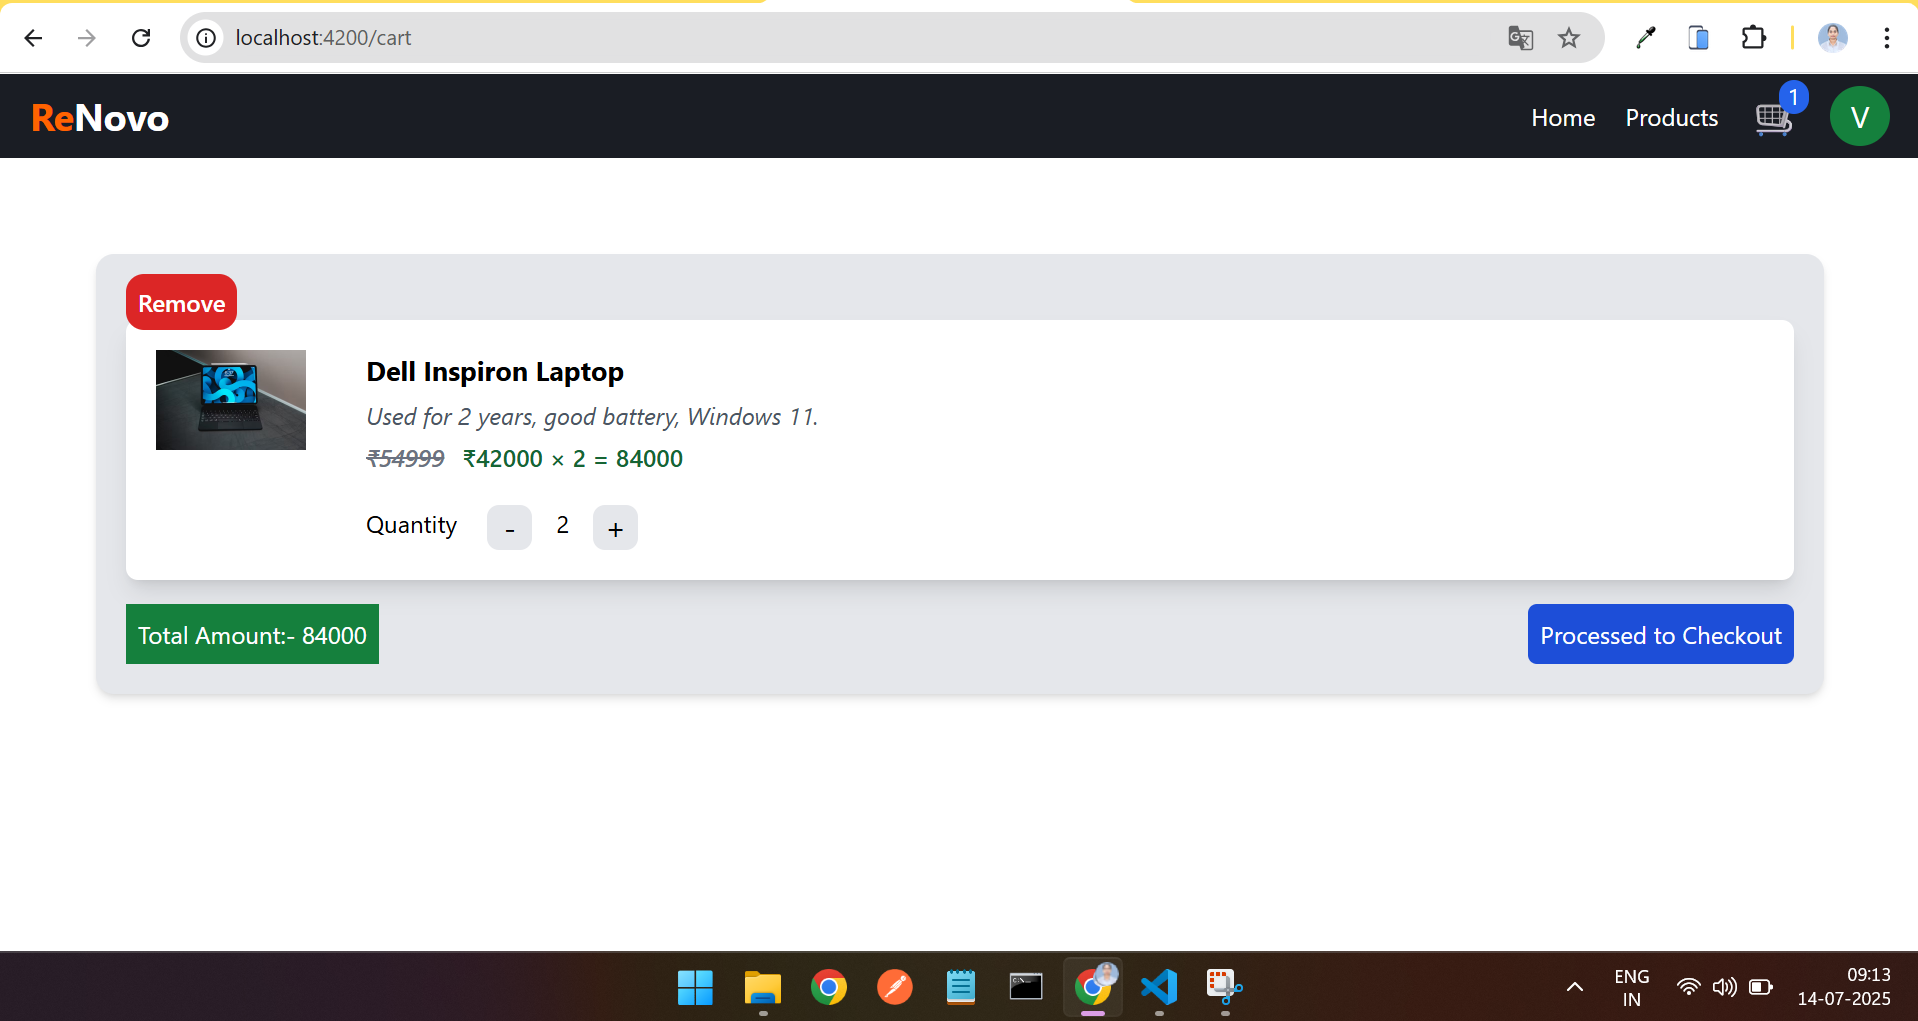 localhost:4200/cart
ReNovo
Home
Products
1
V
Remove
Dell Inspiron Laptop
Used for 2 years, good battery, Windows 11.
₹54999 ₹42000 × 2 = 84000
Quantity - 2 +
Total Amount:- 84000
Processed to Checkout
ENG
IN
09:13
14-07-2025